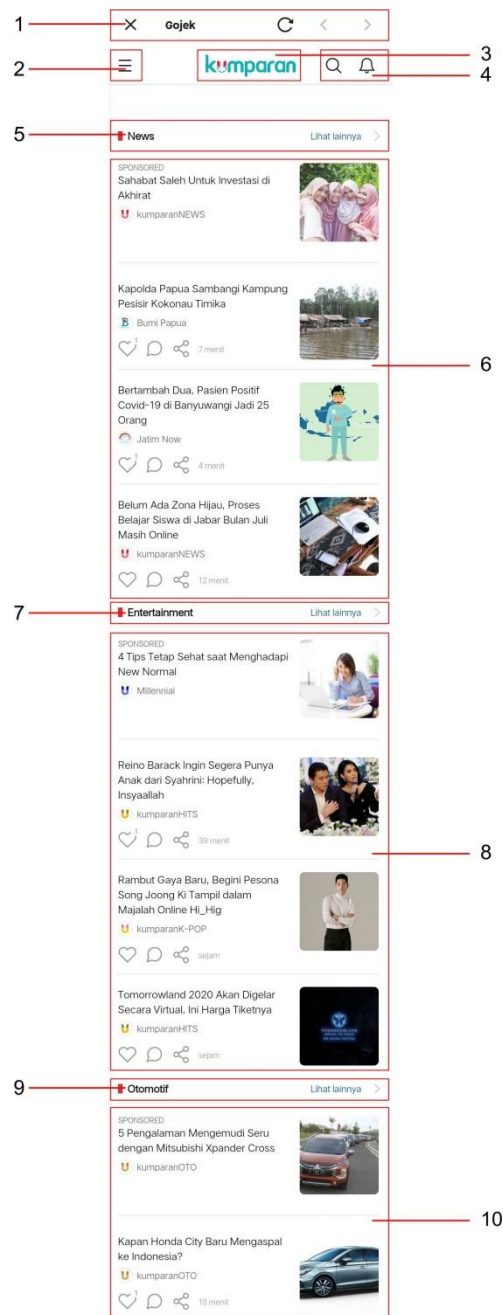 1
Gojek
2
kumparan
3
4
5
News
Lihat lainnya
SPONSORED
Sahabat Saleh Untuk Investasi di
Akhirat
kumparanNEWS
Kapolda Papua Sambangi Kampung
Pesisir Kokonau Timika
Bumi Papua
1
7 menit
6
Bertambah Dua, Pasien Positif
Covid-19 di Banyuwangi Jadi 25
Orang
Jatim Now
1
4 menit
Belum Ada Zona Hijau, Proses
Belajar Siswa di Jabar Bulan Juli
Masih Online
kumparanNEWS
12 menit
7
Entertainment
Lihat lainnya
SPONSORED
4 Tips Tetap Sehat saat Menghadapi
New Normal
Millennial
Reino Barack Ingin Segera Punya
Anak dari Syahrini: Hopefully,
Insyaallah
kumparanHITS
1
39 menit
8
Rambut Gaya Baru, Begini Pesona
Song Joong Ki Tampil dalam
Majalah Online Hi_Hig
kumparanK-POP
sejam
Tomorrowland 2020 Akan Digelar
Secara Virtual, Ini Harga Tiketnya
kumparanHITS
TOMORROWLAND
sejam
9
Otomotif
Lihat lainnya
SPONSORED
5 Pengalaman Mengemudi Seru
dengan Mitsubishi Xpander Cross
kumparanOTO
10
Kapan Honda City Baru Mengaspal
ke Indonesia?
kumparanOTO
1
10 menit